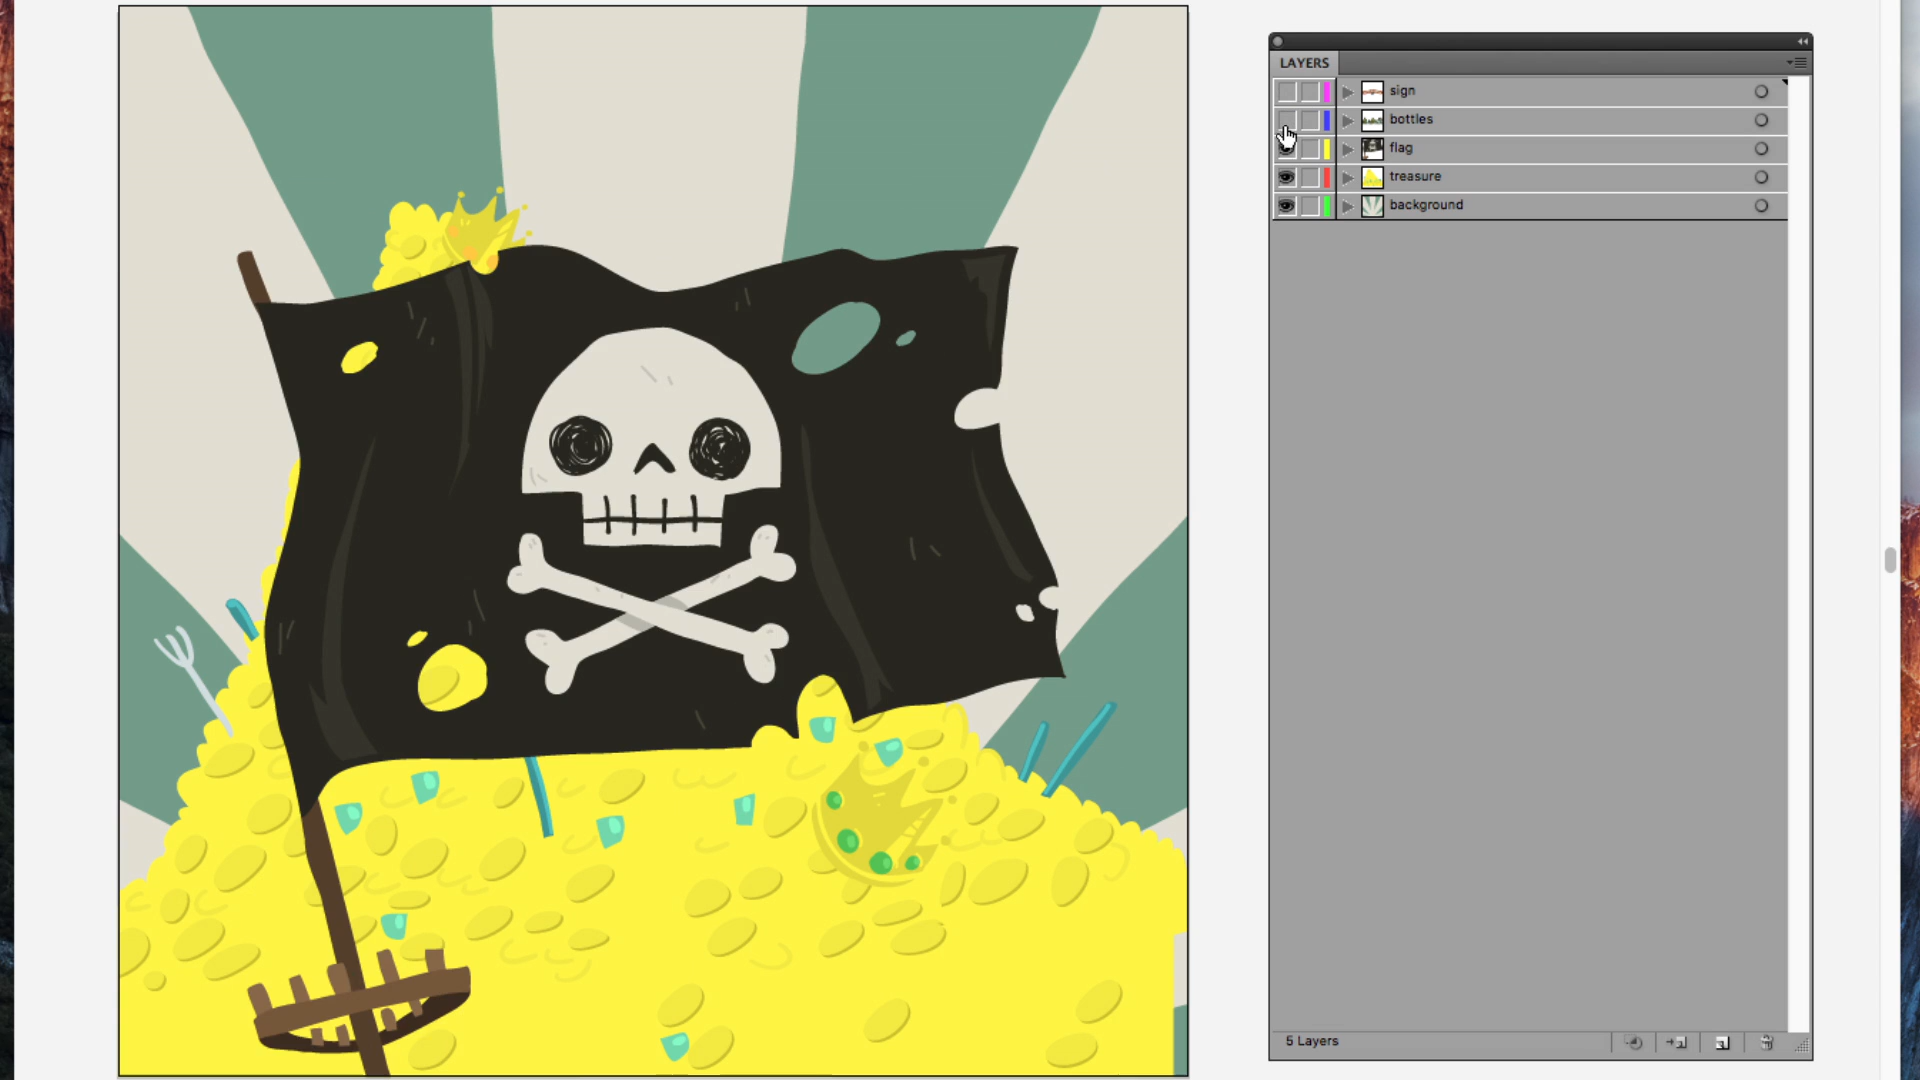 LAYERS
sign
bottles
flag
treasure
background
5 Layers